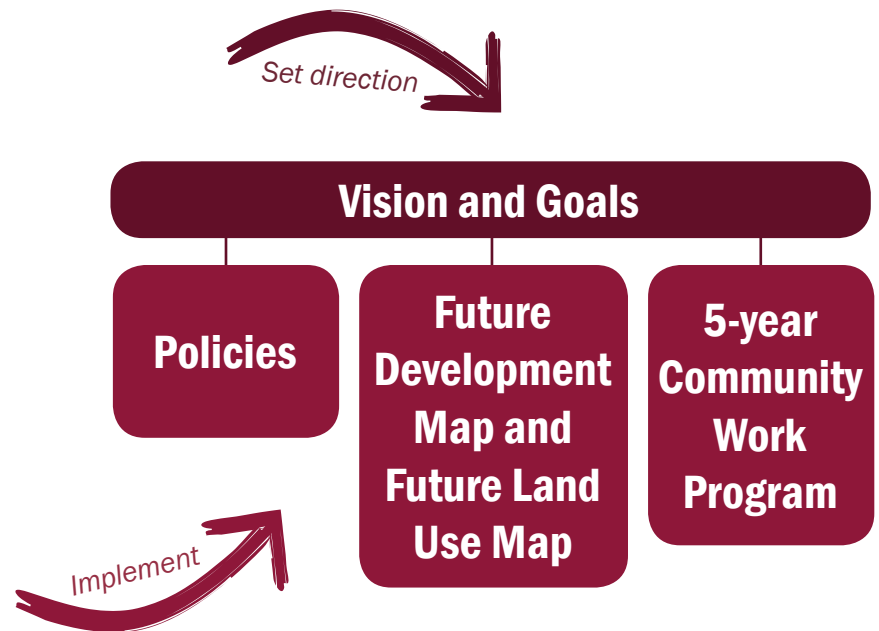 Set direction
Vision and Goals
Policies
Future
Development
Map and
Future Land
Use Map
5-year
Community
Work
Program
Implement